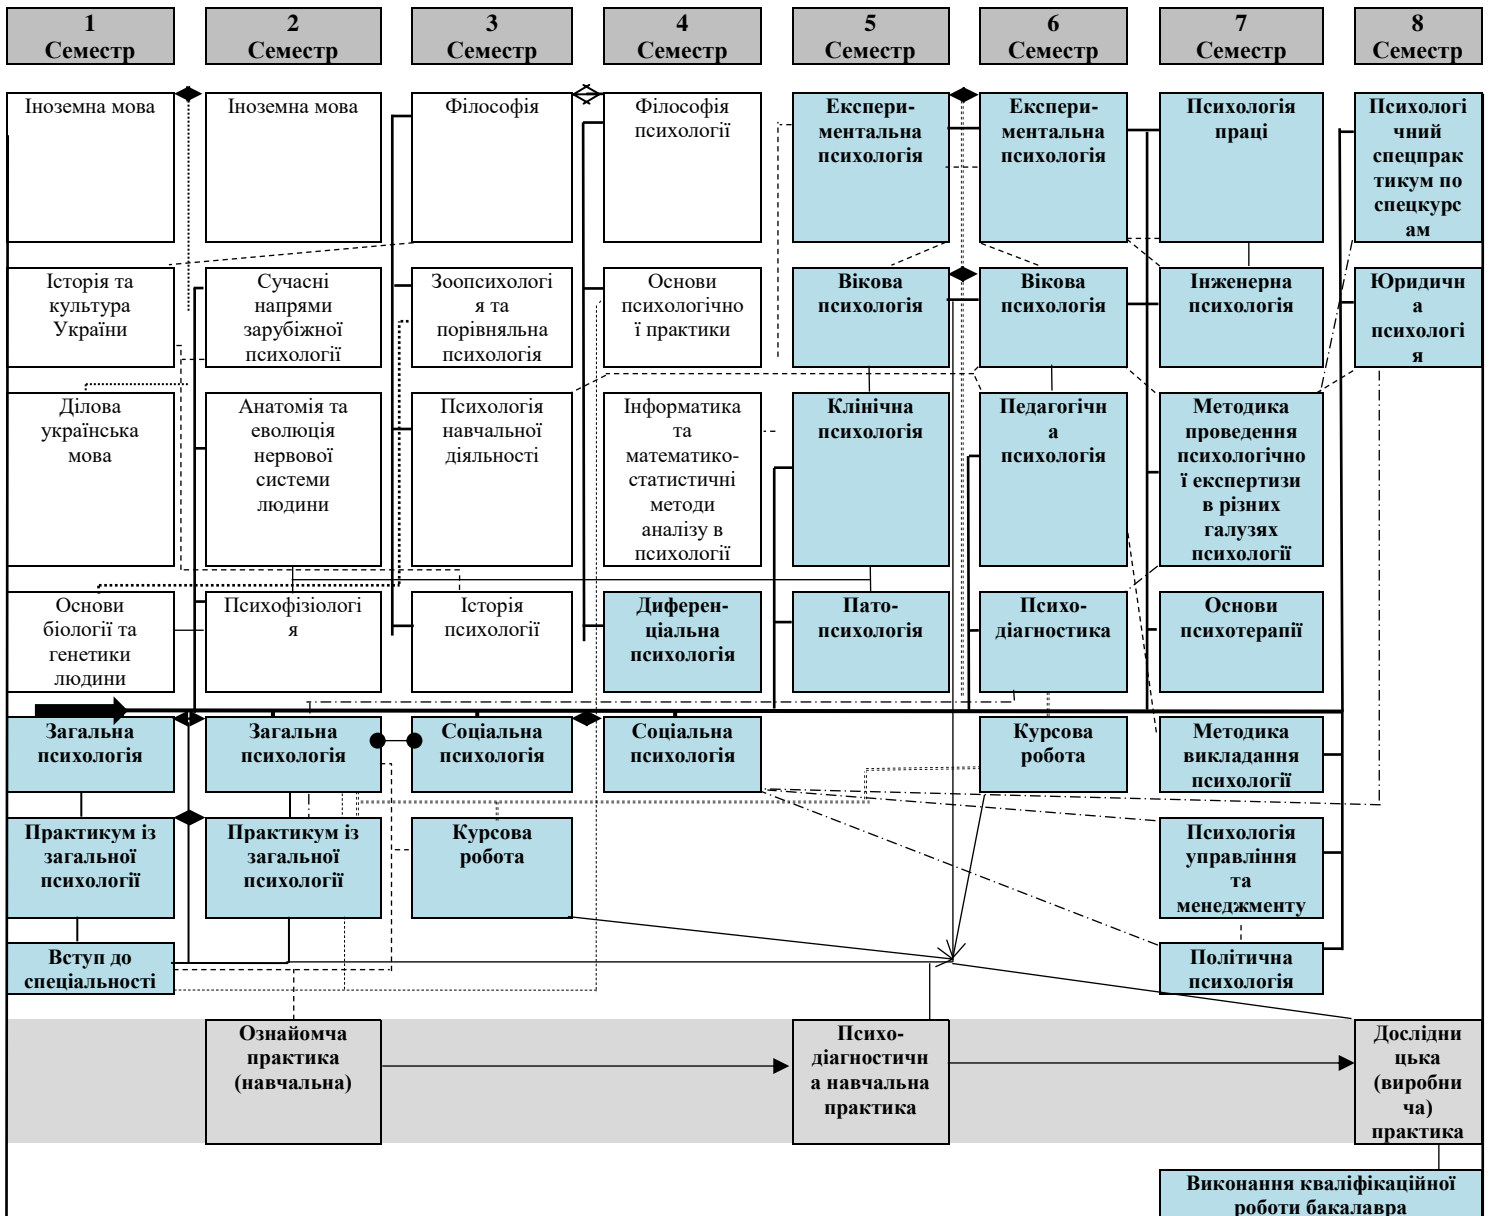 1
Семестр
2
Семестр
3
Семестр
4
Семестр
5
Семестр
6
Семестр
7
Семестр
8
Семестр
Іноземна мова
Іноземна мова
Філософія
Філософія
психології
Експери-
ментальна
психологія
Експери-
ментальна
психологія
Психологія
праці
Психологі
чний
спецпрак
тикум по
спецкурс
ам
Історія та
культура
України
Сучасні
напрями
зарубіжної
психології
Зоопсихологі
я та
порівняльна
психологія
Основи
психологічно
ї практики
Вікова
психологія
Вікова
психологія
Інженерна
психологія
Юридичн
а
психологі
я
Ділова
українська
мова
Анатомія та
еволюція
нервової
системи
людини
Психологія
навчальної
діяльності
Інформатика
та
математико-
статистичні
методи
аналізу в
психології
Клінічна
психологія
Педагогічн
а
психологія
Методика
проведення
психологічно
ї експертизи
в різних
галузях
психології
Основи
біології та
генетики
людини
Психофізіологі
я
Історія
психології
Диферен-
ціальна
психологія
Пато-
психологія
Психо-
діагностика
Основи
психотерапії
Загальна
психологія
Загальна
психологія
Соціальна
психологія
Соціальна
психологія
Курсова
робота
Методика
викладання
психології
Практикум із
загальної
психології
Практикум із
загальної
психології
Курсова
робота
Психологія
управління
та
менеджменту
Вступ до
спеціальності
Політична
психологія
Ознайомча
практика
(навчальна)
Психо-
діагностичн
а навчальна
практика
Дослідни
цька
(виробни
ча)
практика
Виконання кваліфікаційної
роботи бакалавра